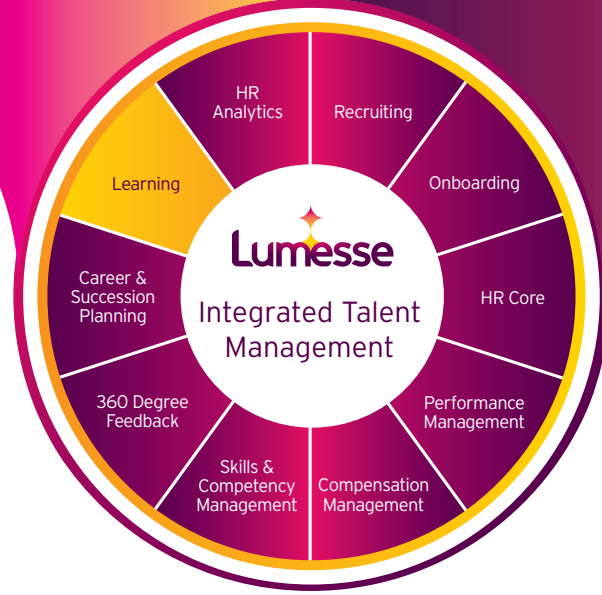 HR
Analytics
Recruiting
Learning
Onboarding
Lumesse
Integrated Talent
Management
Career &
Succession
Planning
HR Core
360 Degree
Feedback
Performance
Management
Skills &
Competency
Management
Compensation
Management